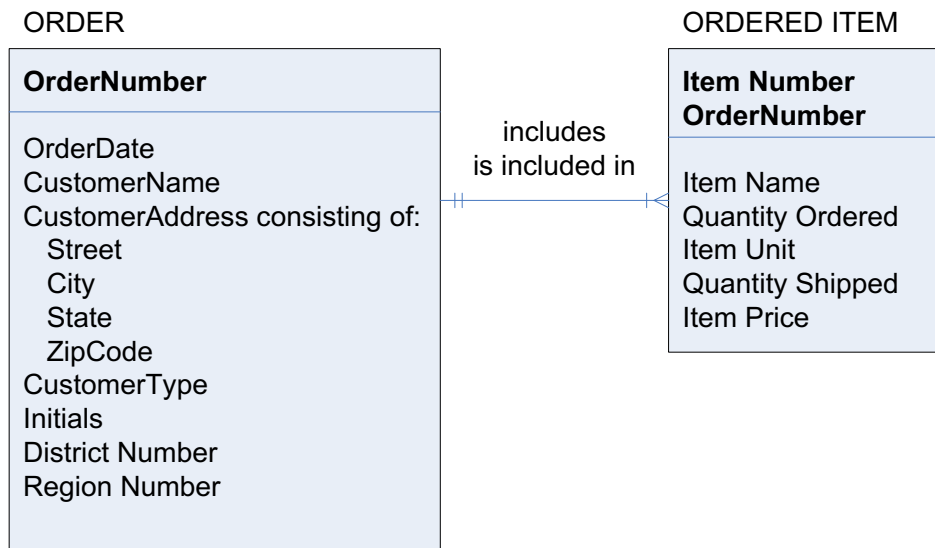 ORDER
OrderNumber
OrderDate
CustomerName
CustomerAddress consisting of:
Street
City
State
ZipCode
CustomerType
Initials
District Number
Region Number
includes
is included in
ORDERED ITEM
Item Number
OrderNumber
Item Name
Quantity Ordered
Item Unit
Quantity Shipped
Item Price